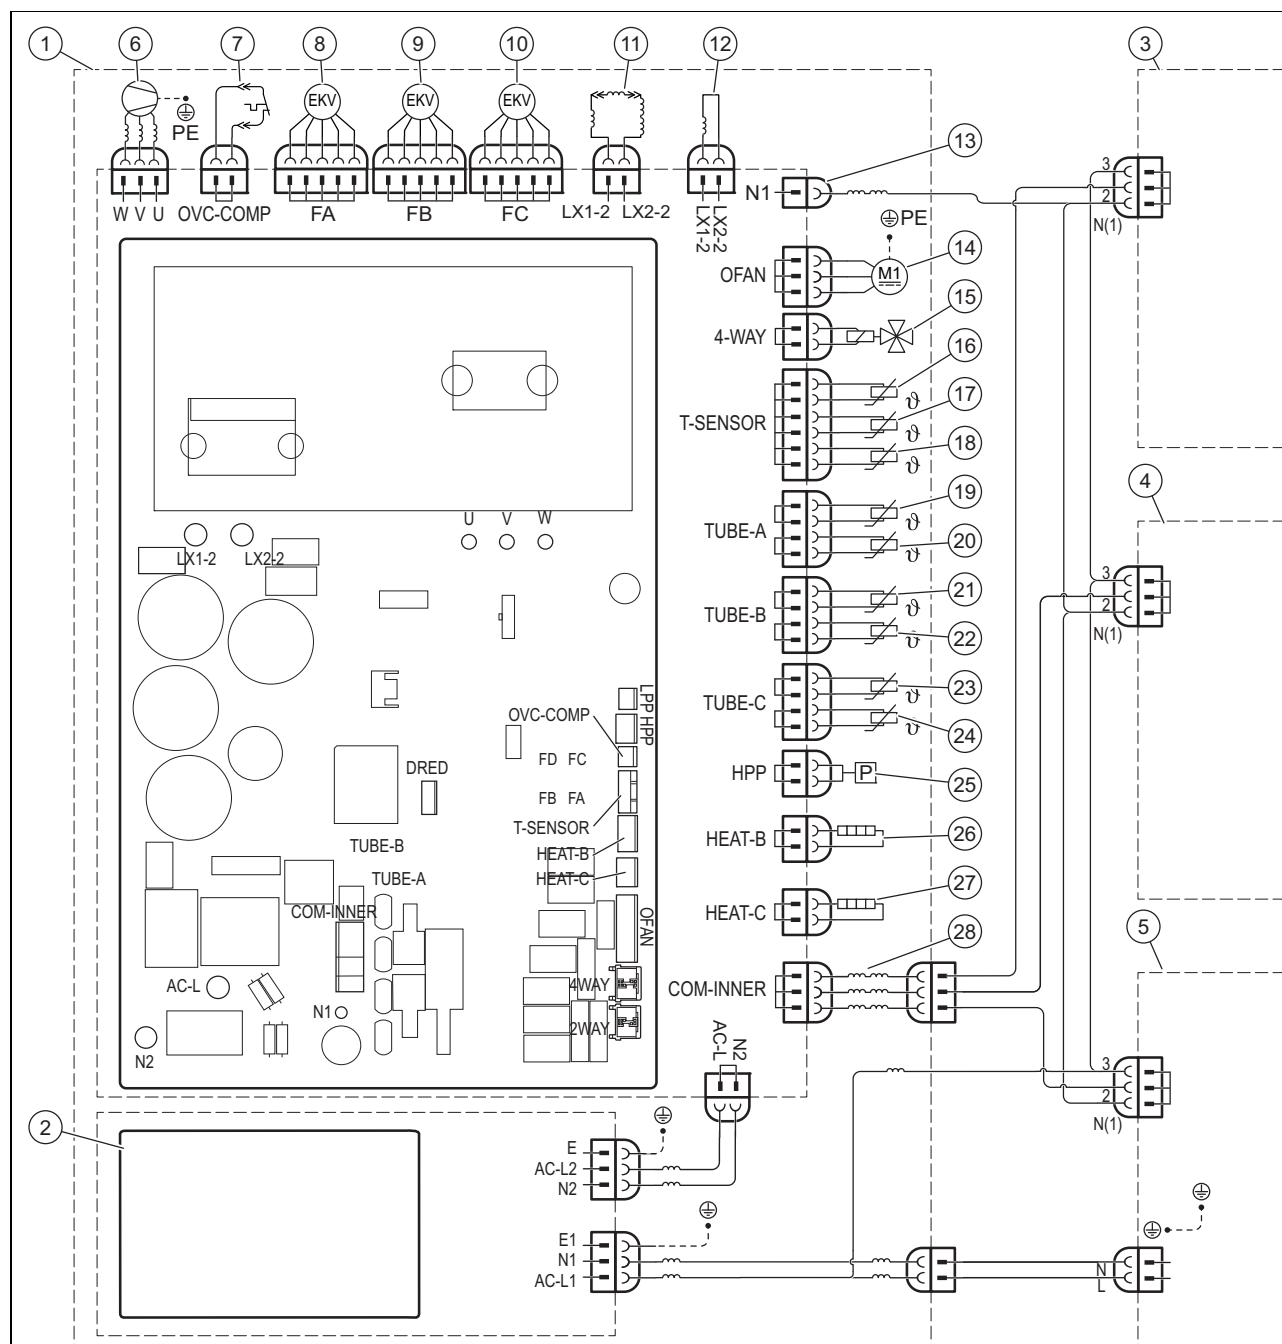 1 6 7 8 9 10 11 12 3
EKV EKV EKV
PE
13
3
2
N(1)
W V U OVC-COMP FA FB FC LX1-2 LX2-2
LX1-2
LX2-2
N1
PE
14
OFAN M1
15
4-WAY
16
ϑ
17
T-SENSOR
ϑ
18
ϑ
4
19
TUBE-A
ϑ
20
ϑ
U V W
LX1-2 LX2-2
3
2
N(1)
21
TUBE-B
ϑ
22
ϑ
23
TUBE-C
ϑ
24
ϑ
LPP HPP
OVC-COMP
FD FC
DRED
FB FA
T-SENSOR
HPP P 25
TUBE-B
HEAT-B
HEAT-C
TUBE-A
COM-INNER
OFAN
HEAT-B 26
HEAT-C 27
28
5
COM-INNER
AC-L
N1
N2
4WAY
2WAY
AC-L
N2
3
2
N(1)
2
E
AC-L2
N2
E1
N1
AC-L1
N
L